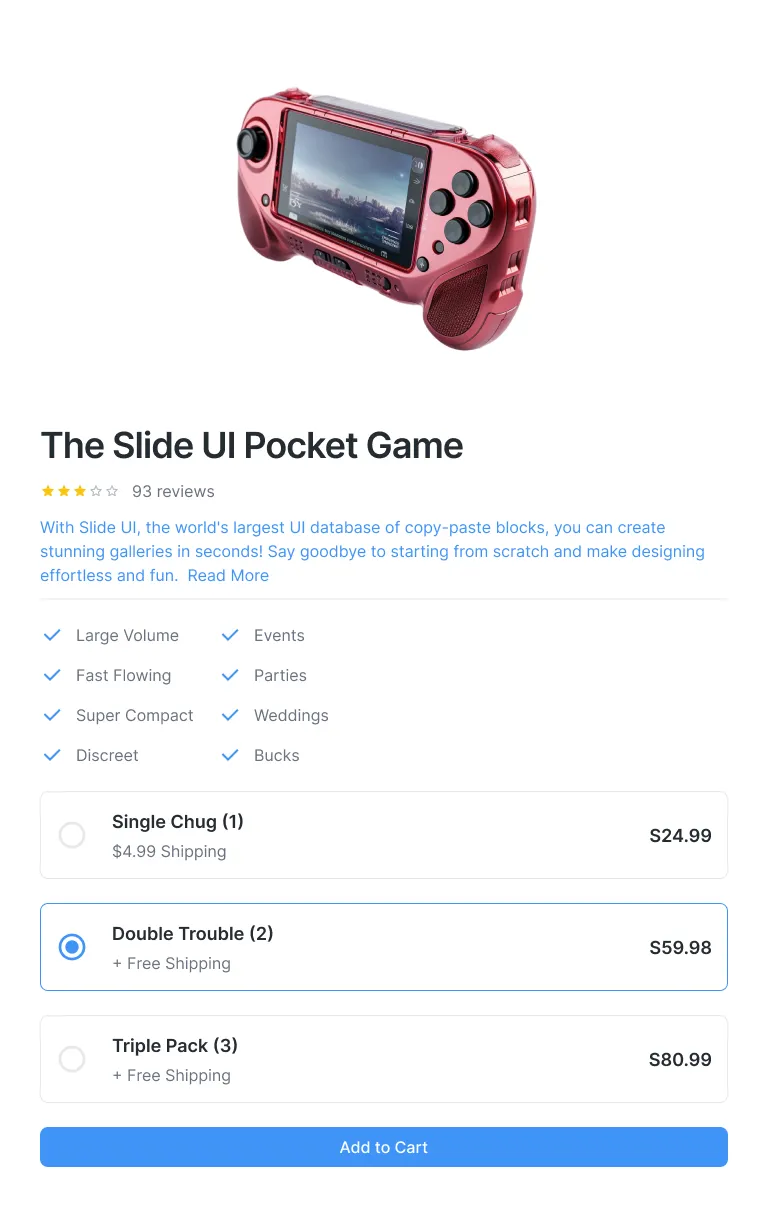 The Slide UI Pocket Game
93 reviews
With Slide UI, the world's largest UI database of copy-paste blocks, you can create
stunning galleries in seconds! Say goodbye to starting from scratch and make designing
effortless and fun. Read More
Large Volume
Events
Fast Flowing
Parties
Super Compact
Weddings
Discreet
Bucks
Single Chug (1)
$4.99 Shipping
S24.99
Double Trouble (2)
+ Free Shipping
S59.98
Triple Pack (3)
+ Free Shipping
S80.99
Add to Cart